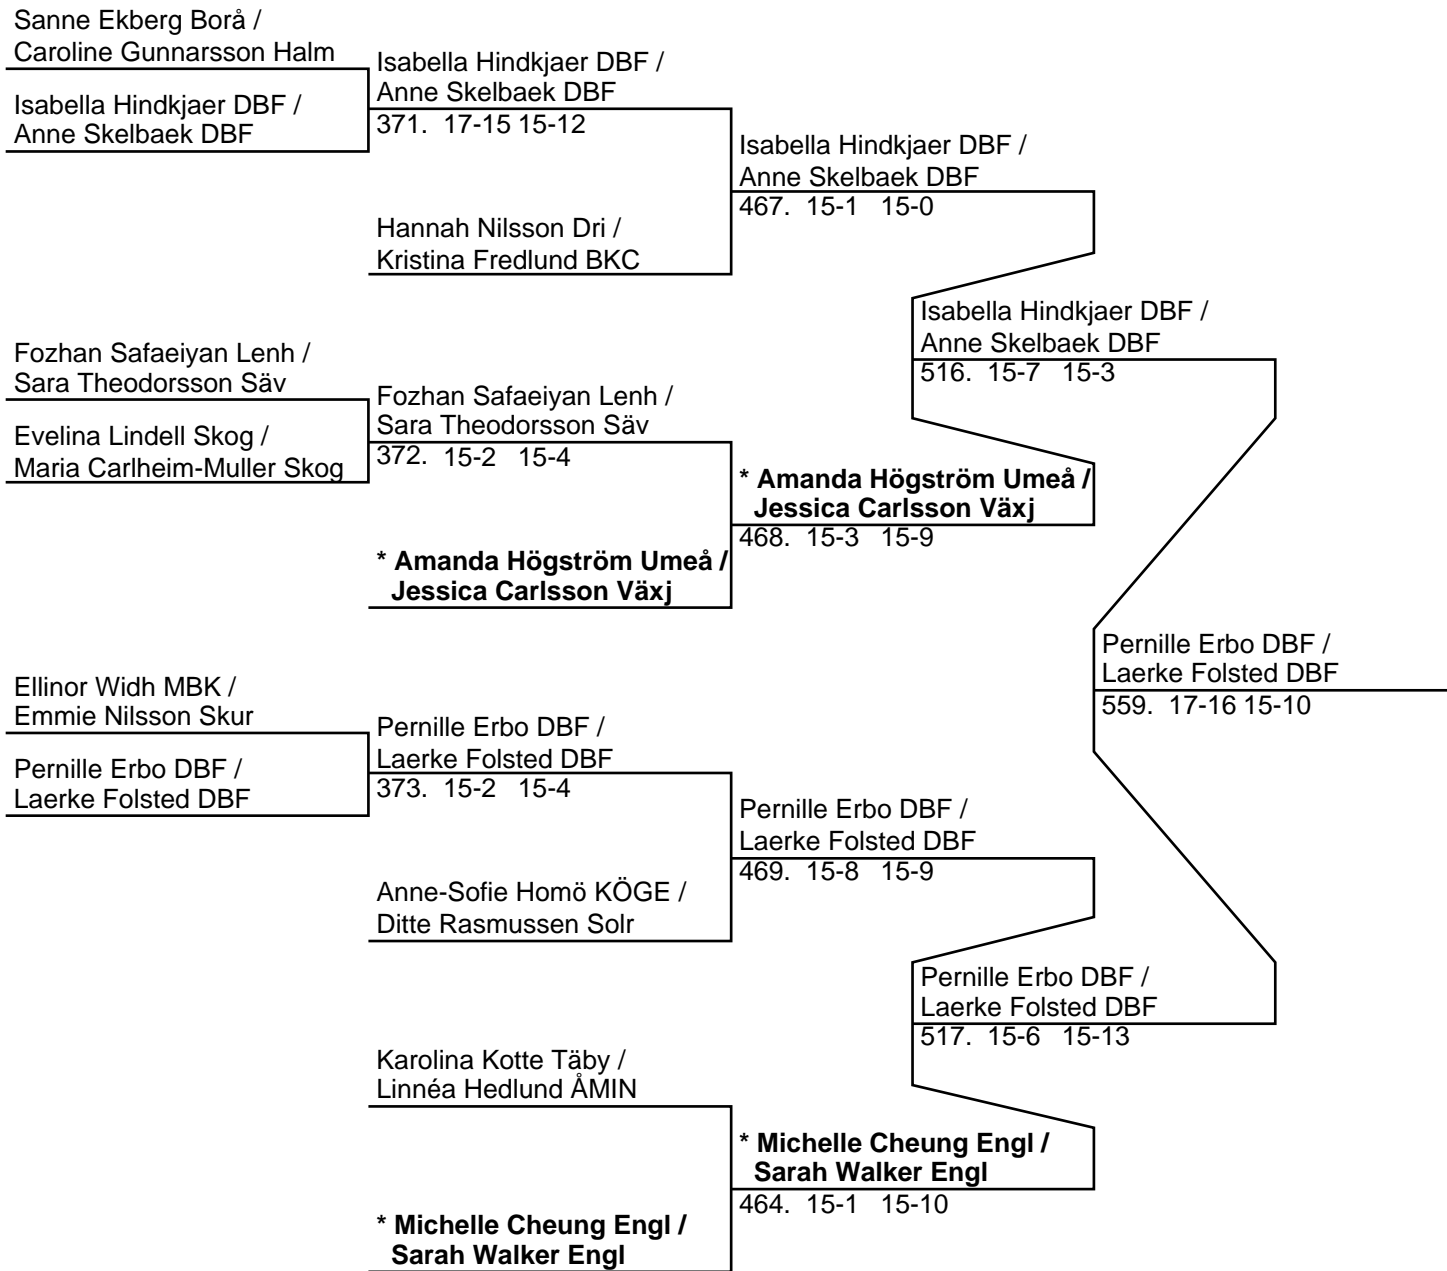 Sanne Ekberg Borå /
Caroline Gunnarsson Halm
Isabella Hindkjaer DBF /
Anne Skelbaek DBF
Isabella Hindkjaer DBF /
Anne Skelbaek DBF
371. 17-15 15-12
Hannah Nilsson Dri /
Kristina Fredlund BKC
Isabella Hindkjaer DBF /
Anne Skelbaek DBF
467. 15-1 15-0
Fozhan Safaeiyan Lenh /
Sara Theodorsson Säv
Evelina Lindell Skog /
Maria Carlheim-Muller Skog
Fozhan Safaeiyan Lenh /
Sara Theodorsson Säv
372. 15-2 15-4
* Amanda Högström Umeå /
Jessica Carlsson Växj
* Amanda Högström Umeå /
Jessica Carlsson Växj
468. 15-3 15-9
Isabella Hindkjaer DBF /
Anne Skelbaek DBF
516. 15-7 15-3
Ellinor Widh MBK /
Emmie Nilsson Skur
Pernille Erbo DBF /
Laerke Folsted DBF
Pernille Erbo DBF /
Laerke Folsted DBF
373. 15-2 15-4
Anne-Sofie Homö KÖGE /
Ditte Rasmussen Solr
Pernille Erbo DBF /
Laerke Folsted DBF
469. 15-8 15-9
Karolina Kotte Täby /
Linnéa Hedlund ÅMIN
* Michelle Cheung Engl /
Sarah Walker Engl
* Michelle Cheung Engl /
Sarah Walker Engl
464. 15-1 15-10
Pernille Erbo DBF /
Laerke Folsted DBF
517. 15-6 15-13
Pernille Erbo DBF /
Laerke Folsted DBF
559. 17-16 15-10